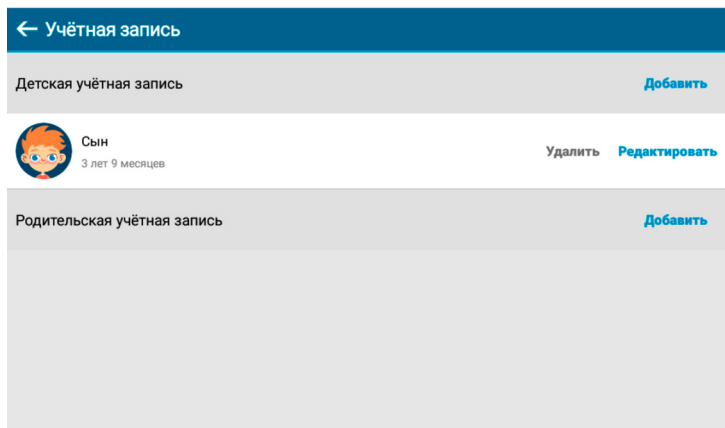 Учётная запись
Детская учётная запись Добавить
Сын
3 лет 9 месяцев
Удалить Редактировать
Родительская учётная запись Добавить